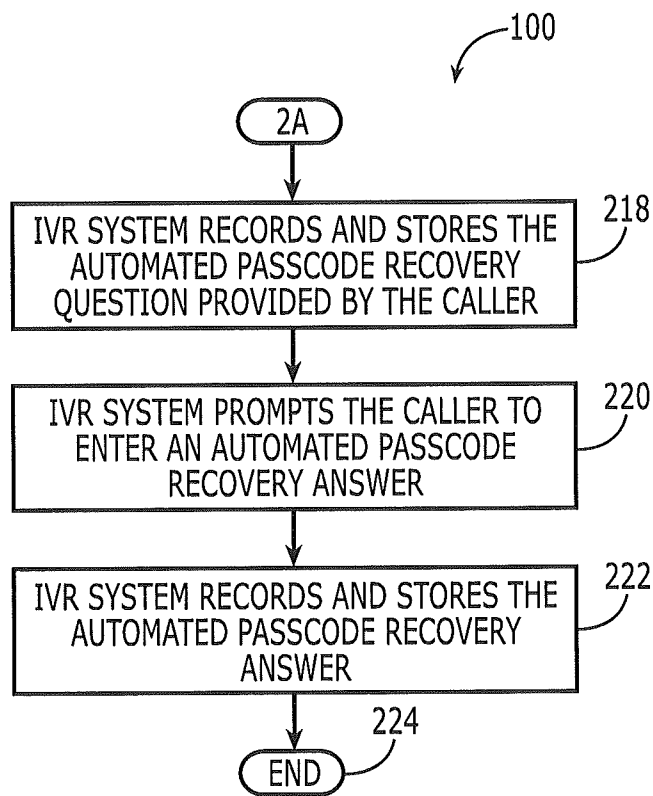 100
2A
IVR SYSTEM RECORDS AND STORES THE
AUTOMATED PASSCODE RECOVERY
QUESTION PROVIDED BY THE CALLER
218
IVR SYSTEM PROMPTS THE CALLER TO
ENTER AN AUTOMATED PASSCODE
RECOVERY ANSWER
220
IVR SYSTEM RECORDS AND STORES THE
AUTOMATED PASSCODE RECOVERY
ANSWER
222
END
224